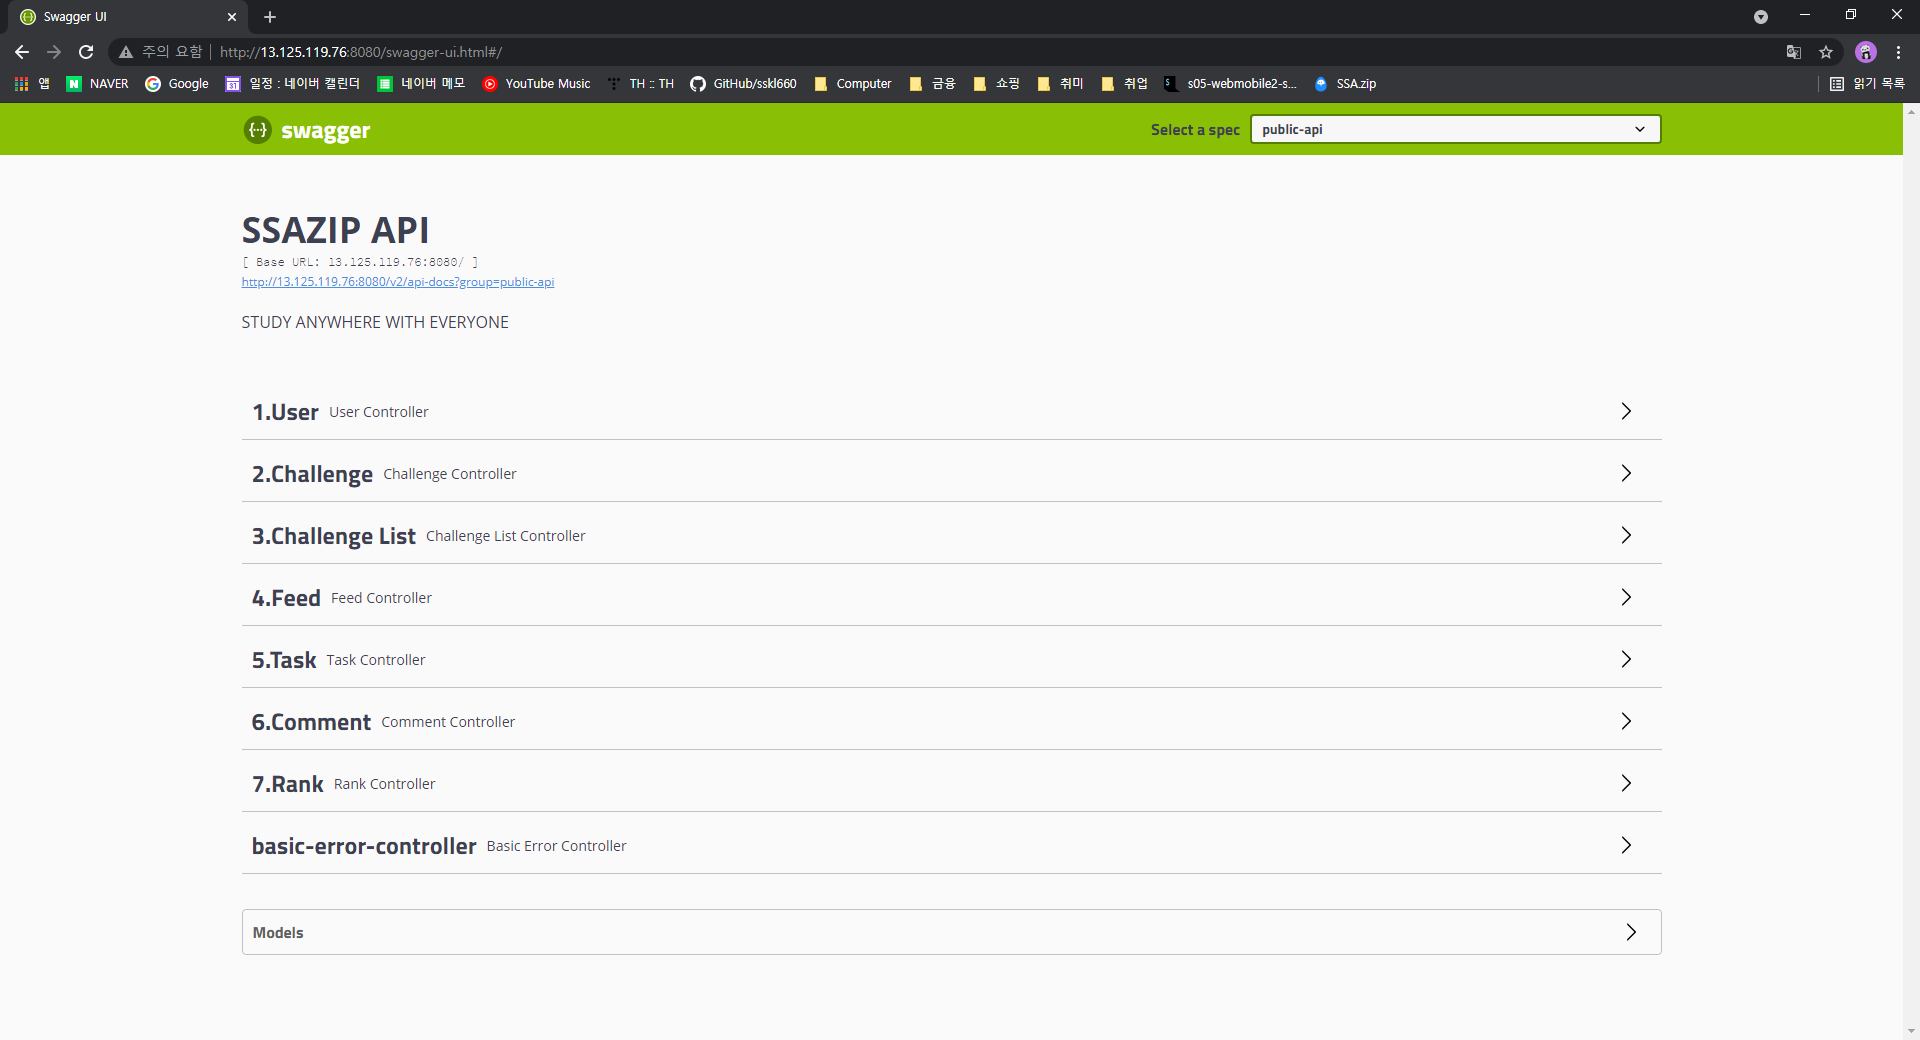 Swagger UI
주의 요함 http://13.125.119.76:8080/swagger-ui.html#/
앱 NAVER Google 31 일정 : 네이버 캘린더 네이버 메모 YouTube Music TH :: TH GitHub/sskl660 Computer 금융 쇼핑 취미 취업 s05-webmobile2-s... SSA.zip 읽기 목록
swagger Select a spec public-api
SSAZIP API
[ Base URL: 13.125.119.76:8080/ ]
http://13.125.119.76:8080/v2/api-docs?group=public-api
STUDY ANYWHERE WITH EVERYONE
1.User User Controller
2.Challenge Challenge Controller
3.Challenge List Challenge List Controller
4.Feed Feed Controller
5.Task Task Controller
6.Comment Comment Controller
7.Rank Rank Controller
basic-error-controller Basic Error Controller
Models